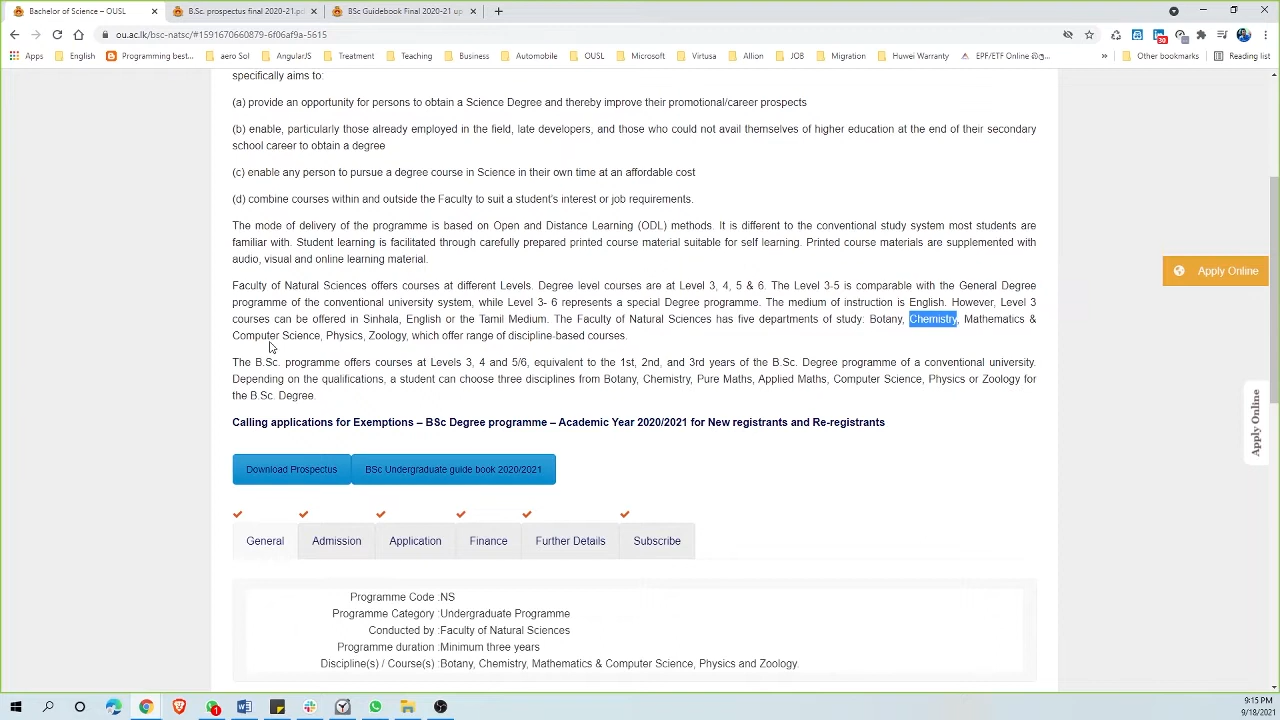 Bachelor of Science – OUSL
B.Sc. prospectus final 2020-21.pd
BSc Guidebook Final 2020-21 up
ou.ac.lk/bsc-natsc/#1591670660879-6f06af9a-5615
Apps English Programming best... aero Sol AngularJS Treatment Teaching Business Automobile OUSL Microsoft Virtusa Allion JOB Migration Huwei Warranty EPF/ETF Online Other bookmarks Reading list
specifically aims to:
(a) provide an opportunity for persons to obtain a Science Degree and thereby improve their promotional/career prospects
(b) enable, particularly those already employed in the field, late developers, and those who could not avail themselves of higher education at the end of their secondary
school career to obtain a degree
(c) enable any person to pursue a degree course in Science in their own time at an affordable cost
(d) combine courses within and outside the Faculty to suit a student's interest or job requirements.
The mode of delivery of the programme is based on Open and Distance Learning (ODL) methods. It is different to the conventional study system most students are
familiar with. Student learning is facilitated through carefully prepared printed course material suitable for self learning. Printed course materials are supplemented with
audio, visual and online learning material.
Apply Online
Faculty of Natural Sciences offers courses at different Levels. Degree level courses are at Level 3, 4, 5 & 6. The Level 3-5 is comparable with the General Degree
programme of the conventional university system, while Level 3- 6 represents a special Degree programme. The medium of instruction is English. However, Level 3
courses can be offered in Sinhala, English or the Tamil Medium. The Faculty of Natural Sciences has five departments of study: Botany, Chemistry, Mathematics &
Computer Science, Physics, Zoology, which offer range of discipline-based courses.
The B.Sc. programme offers courses at Levels 3, 4 and 5/6, equivalent to the 1st, 2nd, and 3rd years of the B.Sc. Degree programme of a conventional university.
Depending on the qualifications, a student can choose three disciplines from Botany, Chemistry, Pure Maths, Applied Maths, Computer Science, Physics or Zoology for
the B.Sc. Degree.
Apply Online
Calling applications for Exemptions – BSc Degree programme – Academic Year 2020/2021 for New registrants and Re-registrants
Download Prospectus BSc Undergraduate guide book 2020/2021
General Admission Application Finance Further Details Subscribe
Programme Code :NS
Programme Category :Undergraduate Programme
Conducted by :Faculty of Natural Sciences
Programme duration :Minimum three years
Discipline(s) / Course(s) :Botany, Chemistry, Mathematics & Computer Science, Physics and Zoology.
9:15 PM
9/18/2021